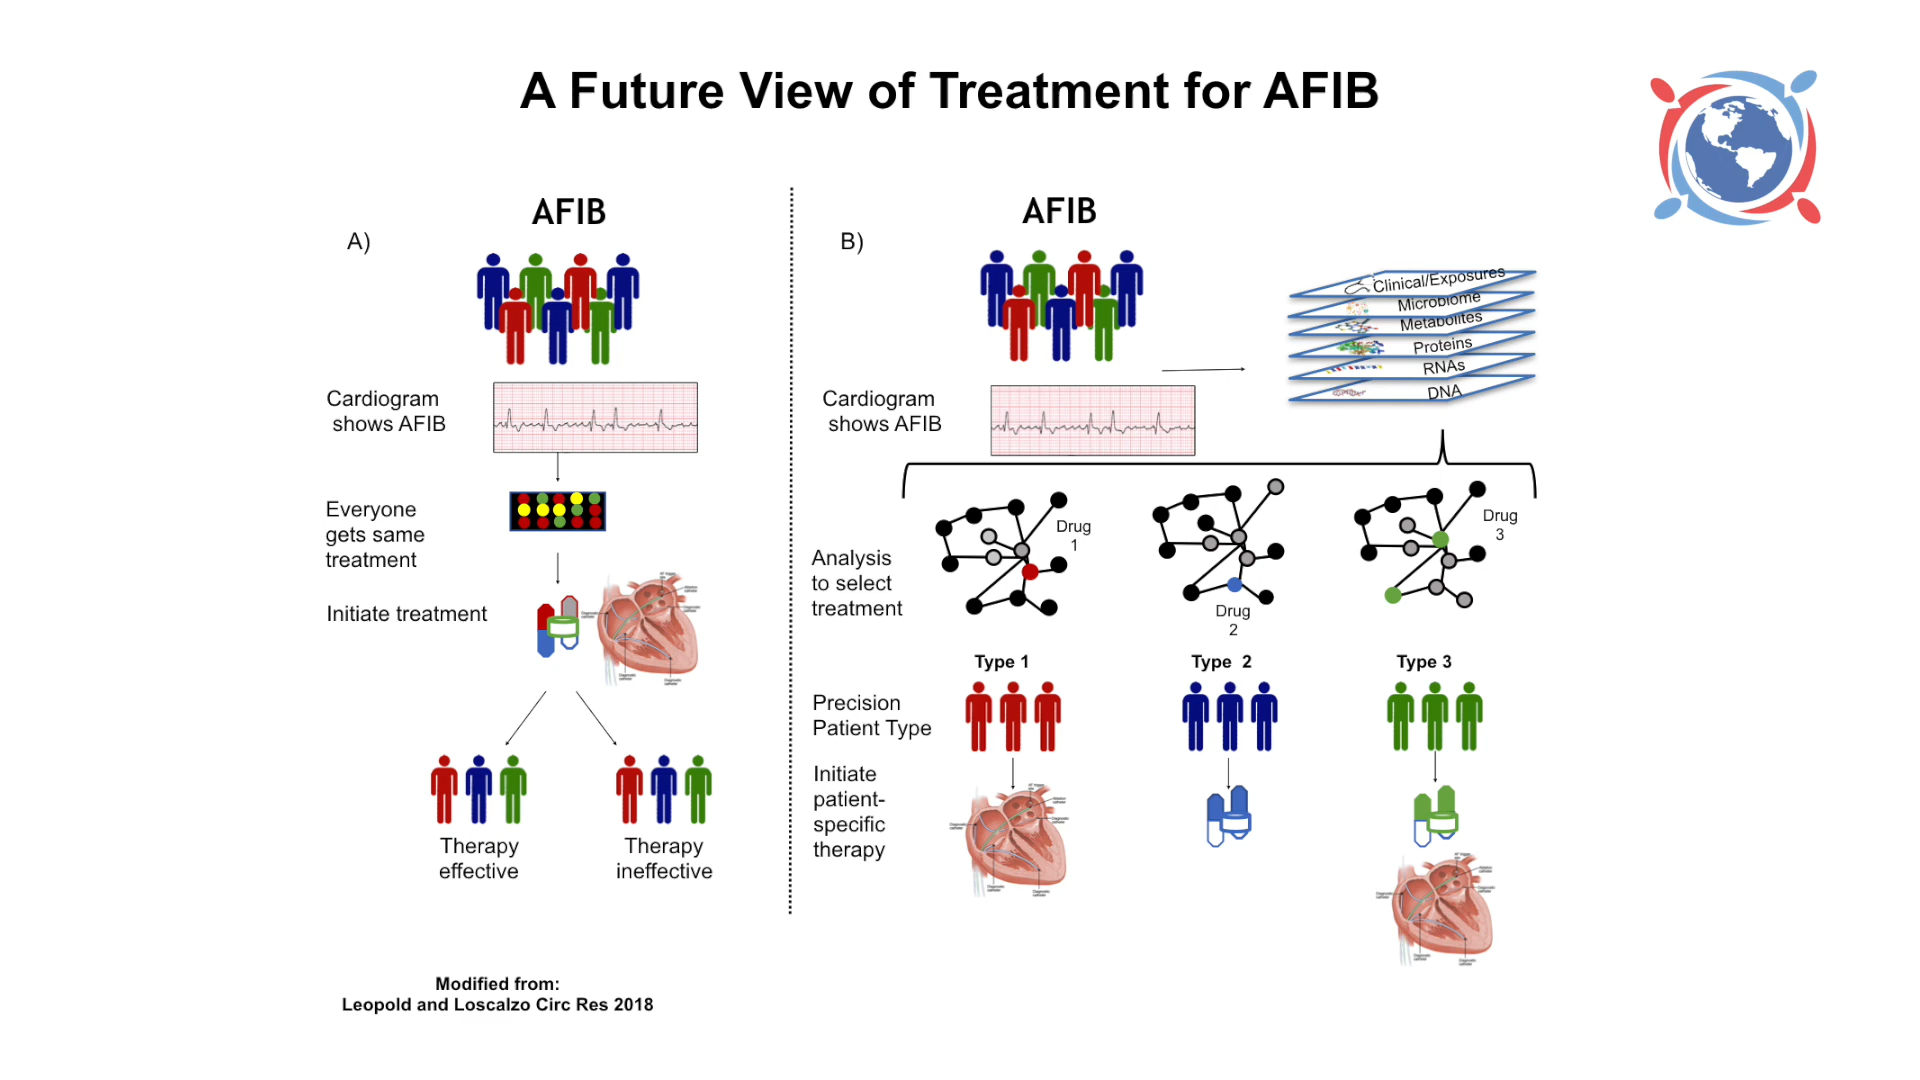 A Future View of Treatment for AFIB
AFIB
A)
Cardiogram
shows AFIB
Everyone
gets same
treatment
Initiate treatment
Therapy
effective
Therapy
ineffective
Modified from:
Leopold and Loscalzo Circ Res 2018
AFIB
B)
Clinical/Exposures
Microbiome
Metabolites
Proteins
RNAs
DNA
Cardiogram
shows AFIB
Analysis
to select
treatment
Drug
1
Drug
2
Drug
3
Type 1
Type 2
Type 3
Precision
Patient Type
Initiate
patient-
specific
therapy